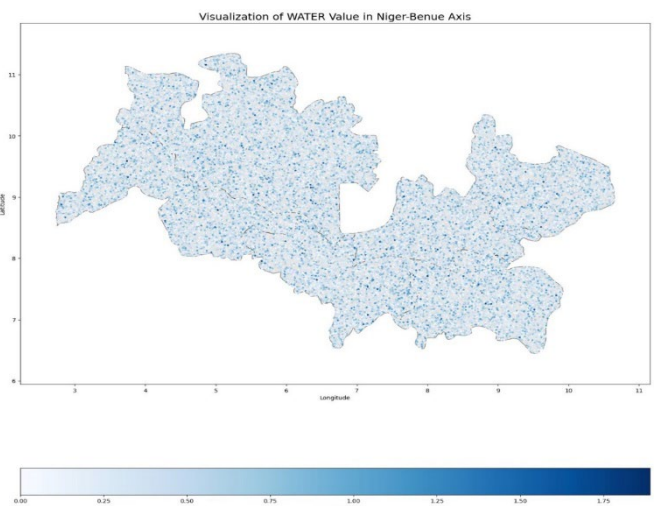 Visualization of WATER Value in Niger-Benue Axis
11
10
9
8
7
6
Latitude
3 4 5 6 7 8 9 10 11
Longitude
0.00 0.25 0.50 0.75 1.00 1.25 1.50 1.75